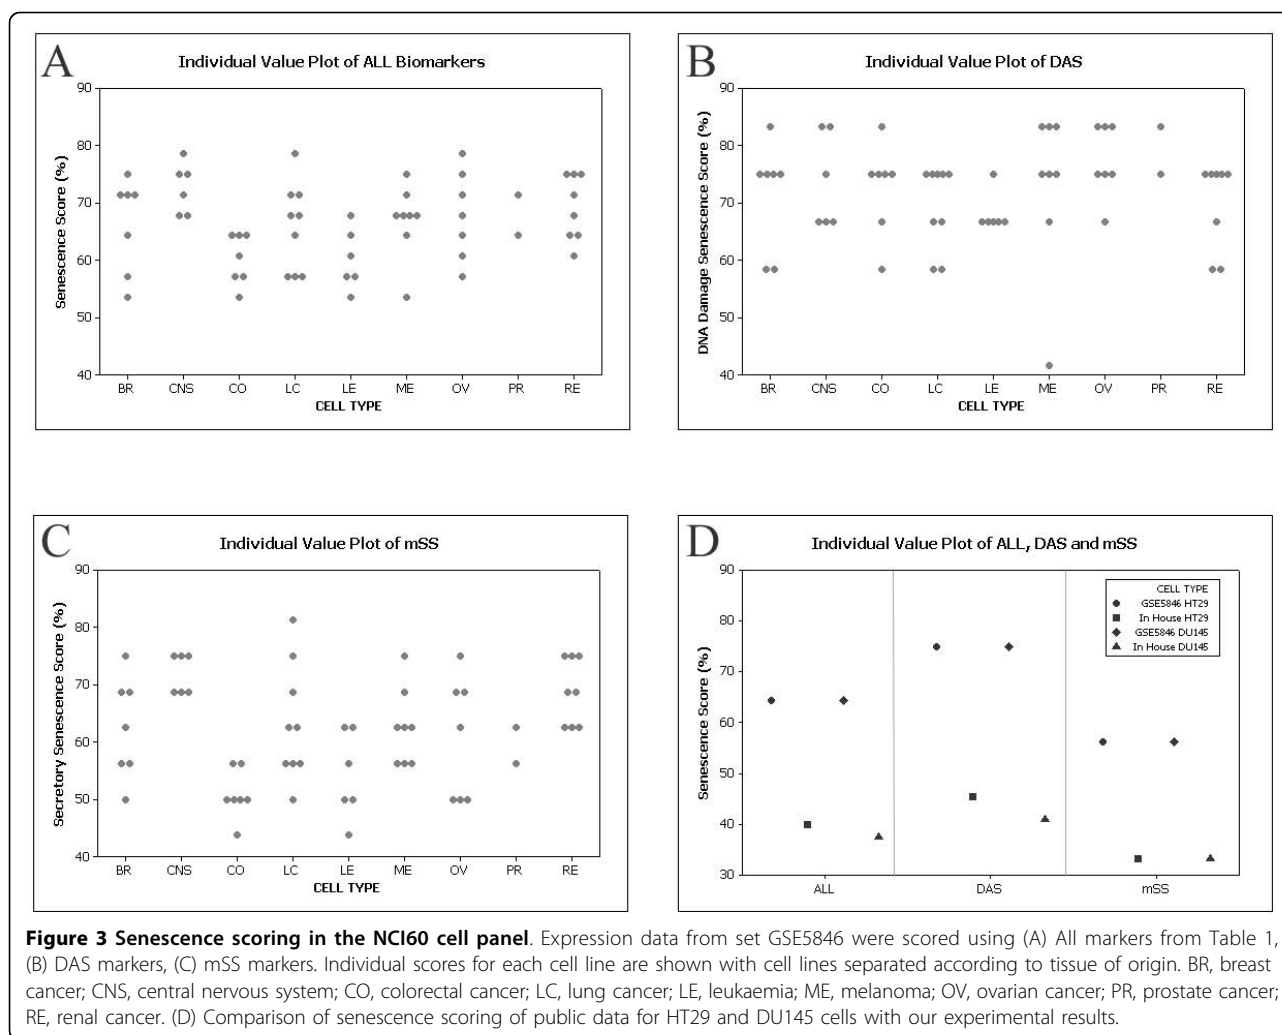 A
Individual Value Plot of ALL Biomarkers
Senescence Score (%)
90
80
70
60
50
40
BR CNS CO LC LE ME OV PR RE
CELL TYPE
B
Individual Value Plot of DAS
DNA Damage Senescence Score (%)
90
80
70
60
50
40
BR CNS CO LC LE ME OV PR RE
CELL TYPE
C
Individual Value Plot of mSS
Secretory Senescence Score (%)
90
80
70
60
50
40
BR CNS CO LC LE ME OV PR RE
CELL TYPE
D
Individual Value Plot of ALL, DAS and mSS
Senescence Score (%)
90
80
70
60
50
40
30
ALL DAS mSS
CELL TYPE
GSE5846 HT29
In House HT29
GSE5846 DU145
In House DU145
Figure 3 Senescence scoring in the NCI60 cell panel. Expression data from set GSE5846 were scored using (A) All markers from Table 1,
(B) DAS markers, (C) mSS markers. Individual scores for each cell line are shown with cell lines separated according to tissue of origin. BR, breast
cancer; CNS, central nervous system; CO, colorectal cancer; LC, lung cancer; LE, leukaemia; ME, melanoma; OV, ovarian cancer; PR, prostate cancer;
RE, renal cancer. (D) Comparison of senescence scoring of public data for HT29 and DU145 cells with our experimental results.